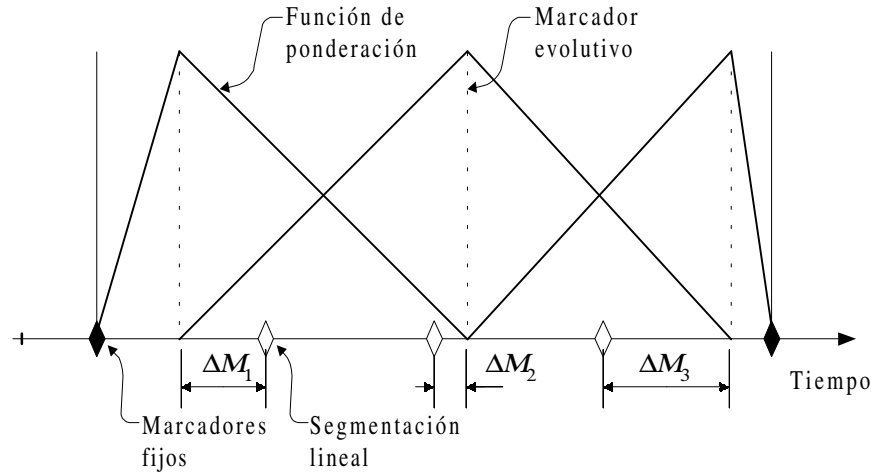 Función de
ponderación
Marcador
evolutivo
ΔM₁
ΔM₂
ΔM₃
Tiempo
Marcadores
fijos
Segmentación
lineal